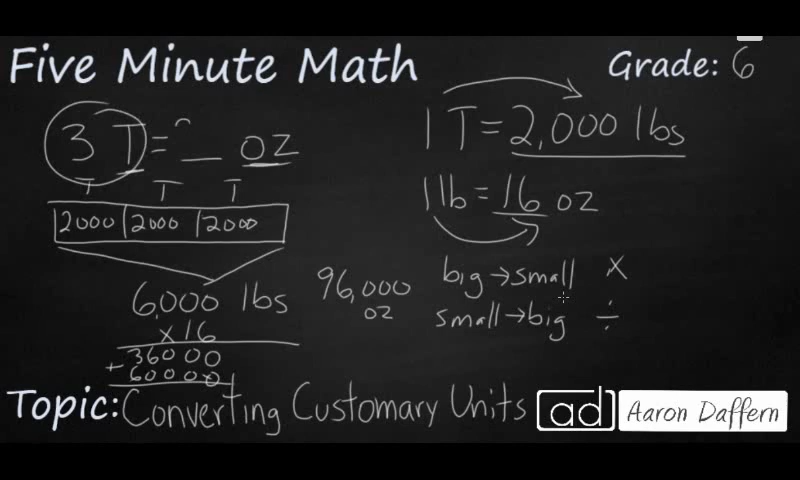 Five Minute Math
Grade: 6
3 T = __ oz
1 T = 2,000 lbs
T T T
2000 2000 2000
1 lb = 16 oz
6,000 lbs
x 16
36000
+ 60000
96,000
oz
big → small ×
small → big ÷
Topic: Converting Customary Units
ad Aaron Daffern